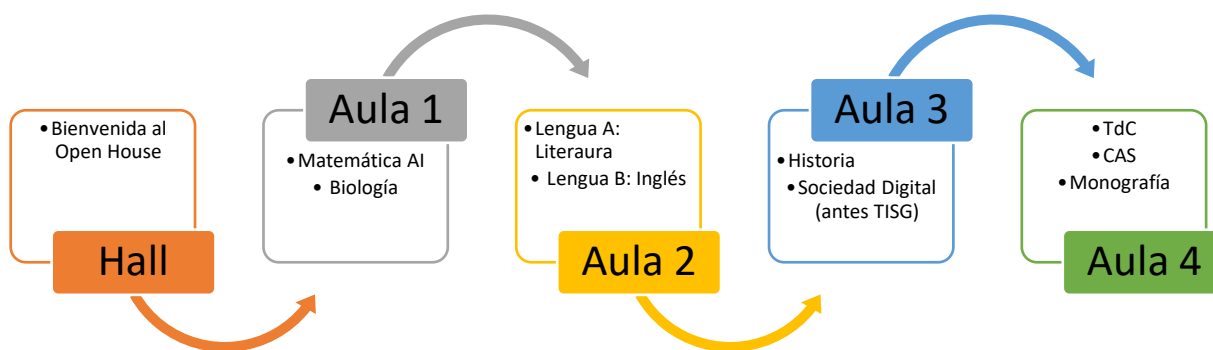 • Bienvenida al
Open House
Hall
Aula 1
• Matemática AI
• Biología
• Lengua A:
Literaura
• Lengua B: Inglés
Aula 2
Aula 3
• Historia
• Sociedad Digital
(antes TISG)
• TdC
• CAS
• Monografía
Aula 4